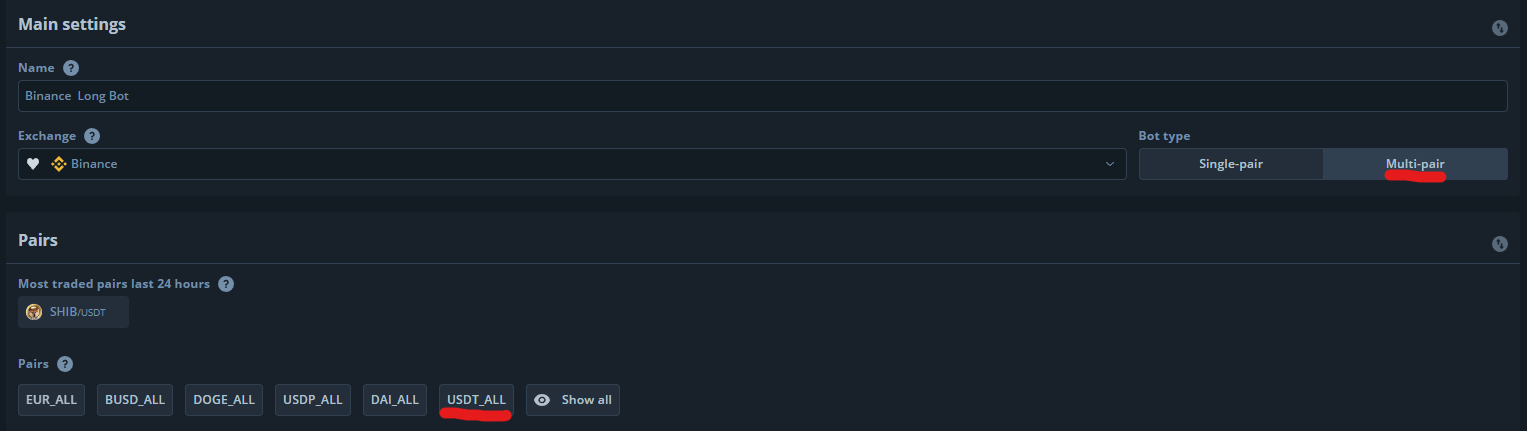 Main settings
Name ?
Binance Long Bot
Exchange ?
Bot type
Binance
Single-pair
Multi-pair
Pairs
Most traded pairs last 24 hours ?
SHIB/USDT
Pairs ?
EUR_ALL BUSD_ALL DOGE_ALL USDP_ALL DAI_ALL USDT_ALL Show all